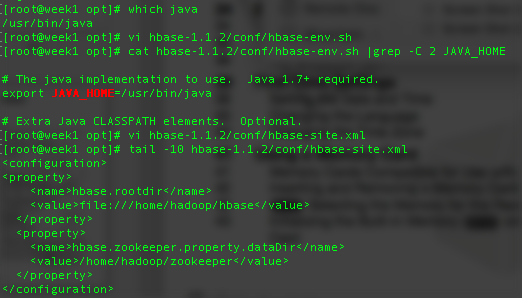 [root@week1 opt]# which java
/usr/bin/java
[root@week1 opt]# vi hbase-1.1.2/conf/hbase-env.sh
[root@week1 opt]# cat hbase-1.1.2/conf/hbase-env.sh |grep -C 2 JAVA_HOME

# The java implementation to use.  Java 1.7+ required.
export JAVA_HOME=/usr/bin/java

# Extra Java CLASSPATH elements.  Optional.
[root@week1 opt]# vi hbase-1.1.2/conf/hbase-site.xml
[root@week1 opt]# tail -10 hbase-1.1.2/conf/hbase-site.xml
<configuration>
<property>
    <name>hbase.rootdir</name>
    <value>file:///home/hadoop/hbase</value>
  </property>
  <property>
    <name>hbase.zookeeper.property.dataDir</name>
    <value>/home/hadoop/zookeeper</value>
  </property>
</configuration>